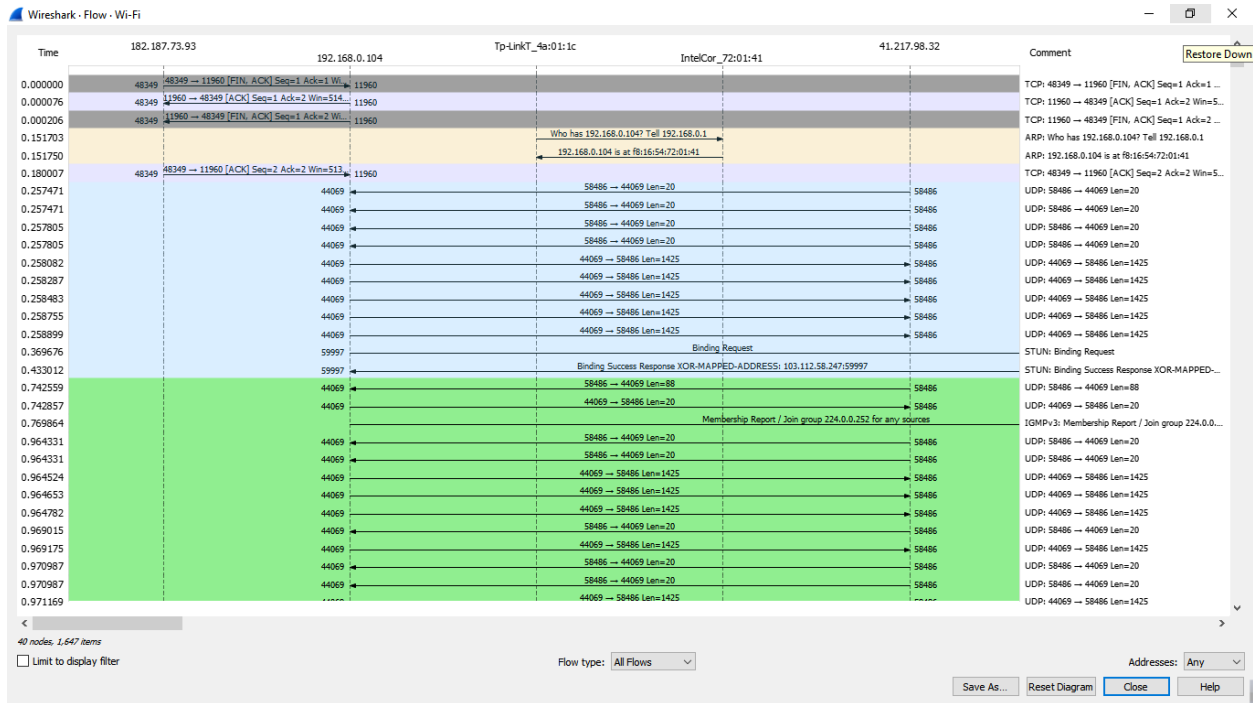 Wireshark · Flow · Wi-Fi
Time 182.187.73.93 192.168.0.104 Tp-LinkT_4a:01:1c IntelCor_72:01:41 41.217.98.32 Comment
Restore Down
0.000000 48349 48349 → 11960 [FIN, ACK] Seq=1 Ack=1 Wi... 11960 TCP: 48349 → 11960 [FIN, ACK] Seq=1 Ack=1 ...
0.000076 48349 11960 → 48349 [ACK] Seq=1 Ack=2 Win=514... 11960 TCP: 11960 → 48349 [ACK] Seq=1 Ack=2 Win=5...
0.000206 48349 11960 → 48349 [FIN, ACK] Seq=1 Ack=2 Wi... 11960 TCP: 11960 → 48349 [FIN, ACK] Seq=1 Ack=2 ...
0.151703 Who has 192.168.0.104? Tell 192.168.0.1 ARP: Who has 192.168.0.104? Tell 192.168.0.1
0.151750 192.168.0.104 is at f8:16:54:72:01:41 ARP: 192.168.0.104 is at f8:16:54:72:01:41
0.180007 48349 48349 → 11960 [ACK] Seq=2 Ack=2 Win=513... 11960 TCP: 48349 → 11960 [ACK] Seq=2 Ack=2 Win=5...
0.257471 44069 58486 → 44069 Len=20 58486 UDP: 58486 → 44069 Len=20
0.257471 44069 58486 → 44069 Len=20 58486 UDP: 58486 → 44069 Len=20
0.257805 44069 58486 → 44069 Len=20 58486 UDP: 58486 → 44069 Len=20
0.257805 44069 58486 → 44069 Len=20 58486 UDP: 58486 → 44069 Len=20
0.258082 44069 44069 → 58486 Len=1425 58486 UDP: 44069 → 58486 Len=1425
0.258287 44069 44069 → 58486 Len=1425 58486 UDP: 44069 → 58486 Len=1425
0.258483 44069 44069 → 58486 Len=1425 58486 UDP: 44069 → 58486 Len=1425
0.258755 44069 44069 → 58486 Len=1425 58486 UDP: 44069 → 58486 Len=1425
0.258899 44069 44069 → 58486 Len=1425 58486 UDP: 44069 → 58486 Len=1425
0.369676 59997 Binding Request STUN: Binding Request
0.433012 59997 Binding Success Response XOR-MAPPED-ADDRESS: 103.112.58.247:59997 STUN: Binding Success Response XOR-MAPPED-...
0.742559 44069 58486 → 44069 Len=88 58486 UDP: 58486 → 44069 Len=88
0.742857 44069 44069 → 58486 Len=20 58486 UDP: 44069 → 58486 Len=20
0.769864 Membership Report / Join group 224.0.0.252 for any sources IGMPv3: Membership Report / Join group 224.0.0....
0.964331 44069 58486 → 44069 Len=20 58486 UDP: 58486 → 44069 Len=20
0.964331 44069 58486 → 44069 Len=20 58486 UDP: 58486 → 44069 Len=20
0.964524 44069 44069 → 58486 Len=1425 58486 UDP: 44069 → 58486 Len=1425
0.964653 44069 44069 → 58486 Len=1425 58486 UDP: 44069 → 58486 Len=1425
0.964782 44069 44069 → 58486 Len=1425 58486 UDP: 44069 → 58486 Len=1425
0.969015 44069 58486 → 44069 Len=20 58486 UDP: 58486 → 44069 Len=20
0.969175 44069 44069 → 58486 Len=1425 58486 UDP: 44069 → 58486 Len=1425
0.970987 44069 58486 → 44069 Len=20 58486 UDP: 58486 → 44069 Len=20
0.970987 44069 58486 → 44069 Len=20 58486 UDP: 58486 → 44069 Len=20
0.971169 44069 → 58486 Len=1425 UDP: 44069 → 58486 Len=1425
40 nodes, 1,647 items
Limit to display filter Flow type: All Flows Addresses: Any
Save As... Reset Diagram Close Help